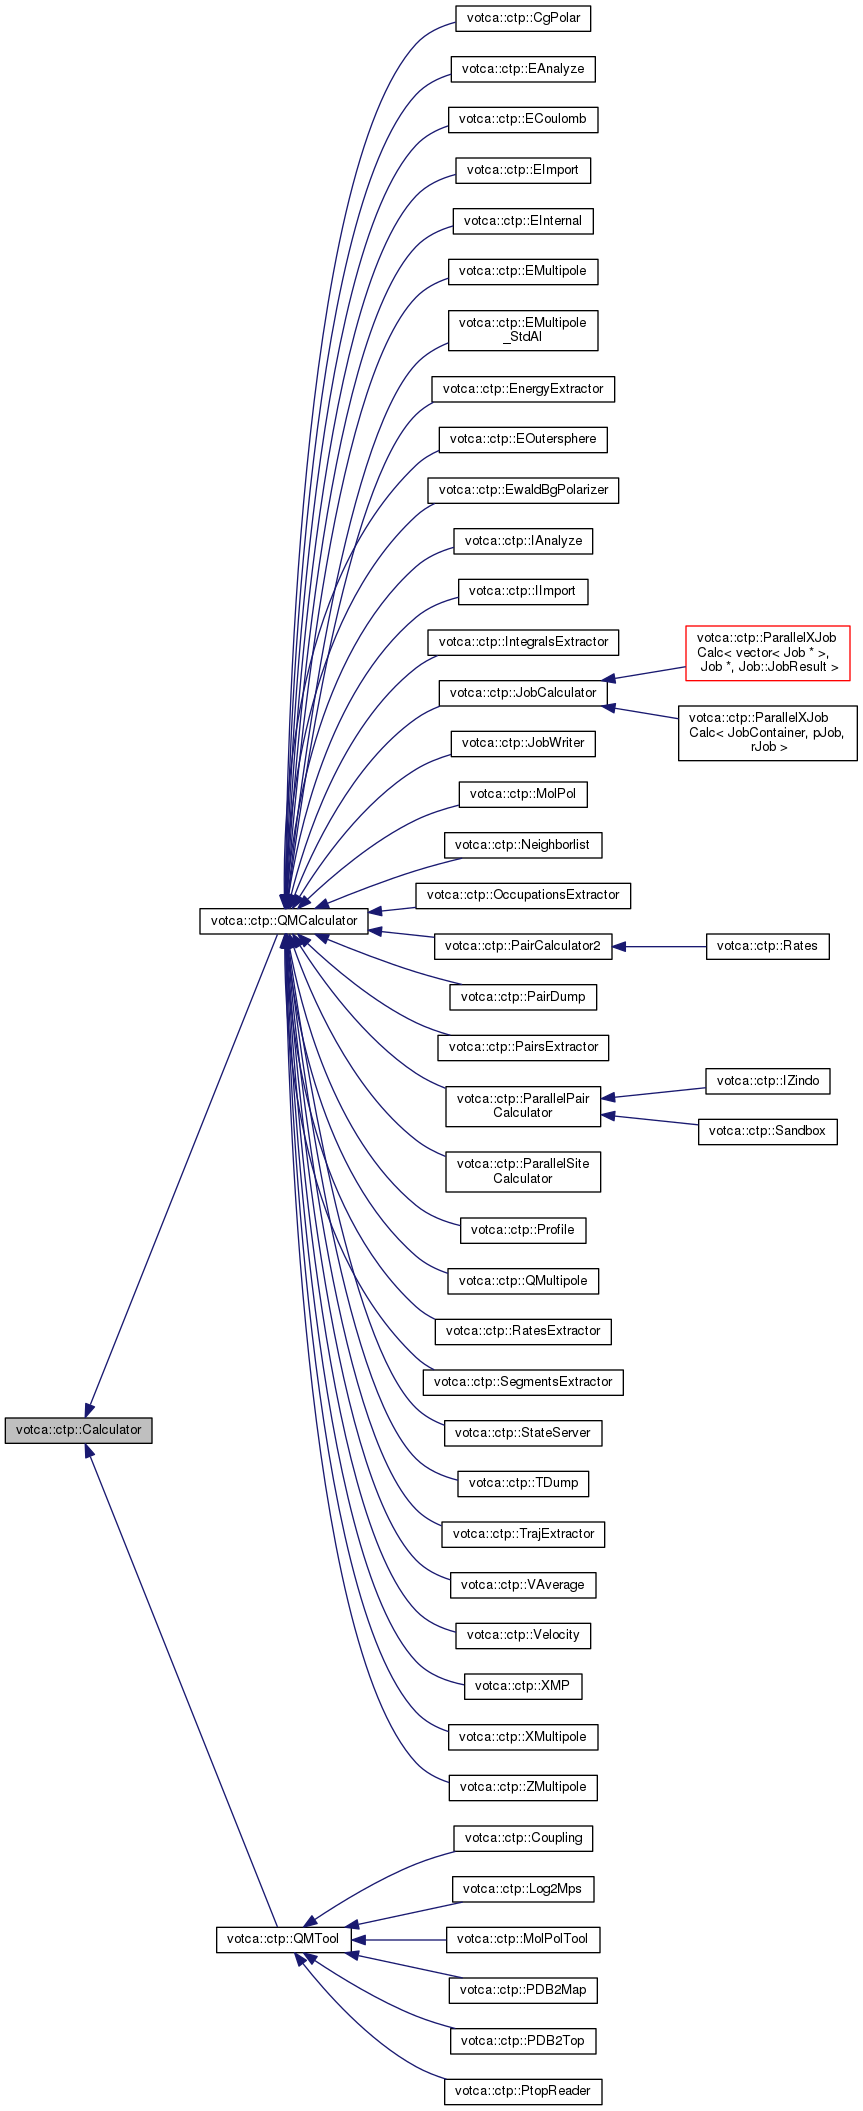 votca::ctp::CgPolar
votca::ctp::EAnalyze
votca::ctp::ECoulomb
votca::ctp::EImport
votca::ctp::EInternal
votca::ctp::EMultipole
votca::ctp::EMultipole
_StdAl
votca::ctp::EnergyExtractor
votca::ctp::EOutersphere
votca::ctp::EwaldBgPolarizer
votca::ctp::IAnalyze
votca::ctp::IImport
votca::ctp::IntegralsExtractor
votca::ctp::ParallelXJob
Calc< vector< Job * >,
Job *, Job::JobResult >
votca::ctp::JobCalculator
votca::ctp::ParallelXJob
Calc< JobContainer, pJob,
rJob >
votca::ctp::JobWriter
votca::ctp::MolPol
votca::ctp::Neighborlist
votca::ctp::OccupationsExtractor
votca::ctp::QMCalculator
votca::ctp::PairCalculator2
votca::ctp::Rates
votca::ctp::PairDump
votca::ctp::PairsExtractor
votca::ctp::IZindo
votca::ctp::ParallelPair
Calculator
votca::ctp::Sandbox
votca::ctp::ParallelSite
Calculator
votca::ctp::Profile
votca::ctp::QMultipole
votca::ctp::RatesExtractor
votca::ctp::SegmentsExtractor
votca::ctp::Calculator
votca::ctp::StateServer
votca::ctp::TDump
votca::ctp::TrajExtractor
votca::ctp::VAverage
votca::ctp::Velocity
votca::ctp::XMP
votca::ctp::XMultipole
votca::ctp::ZMultipole
votca::ctp::Coupling
votca::ctp::Log2Mps
votca::ctp::QMTool
votca::ctp::MolPolTool
votca::ctp::PDB2Map
votca::ctp::PDB2Top
votca::ctp::PtopReader